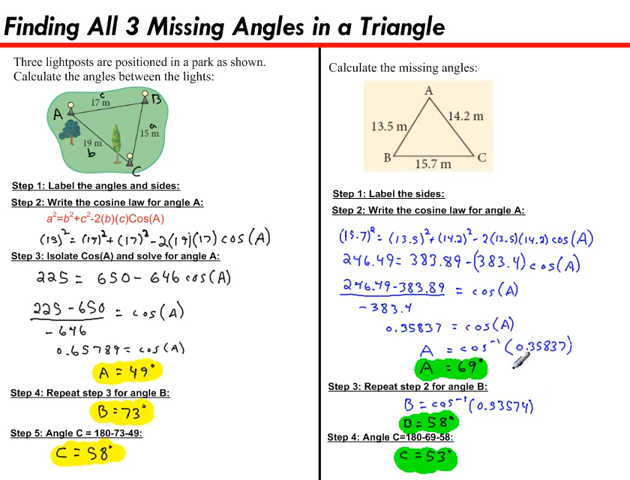 Finding All 3 Missing Angles in a Triangle
Three lightposts are positioned in a park as shown.
Calculate the angles between the lights:
A
c
17 m
B
a
15 m
19 m
b
C
Step 1: Label the angles and sides:
Step 2: Write the cosine law for angle A:
a²=b²+c²-2(b)(c)Cos(A)
(15)² = (19)² + (17)² - 2(19)(17) cos(A)
Step 3: Isolate Cos(A) and solve for angle A:
225 = 650 - 646 cos(A)
225 - 650
= cos(A)
- 646
0.65789 = cos(A)
A = 49°
Step 4: Repeat step 3 for angle B:
B = 73°
Step 5: Angle C = 180-73-49:
C = 58°
Calculate the missing angles:
A
13.5 m
14.2 m
B
C
15.7 m
Step 1: Label the sides:
Step 2: Write the cosine law for angle A:
(15.7)² = (13.5)² + (14.2)² - 2(13.5)(14.2) cos(A)
246.49 = 383.89 - (383.4) cos(A)
246.49 - 383.89
= cos(A)
- 383.4
0.35837 = cos(A)
A = cos⁻¹ (0.35837)
A = 69°
Step 3: Repeat step 2 for angle B:
B = cos⁻¹ (0.53574)
B = 58°
Step 4: Angle C=180-69-58:
C = 53°